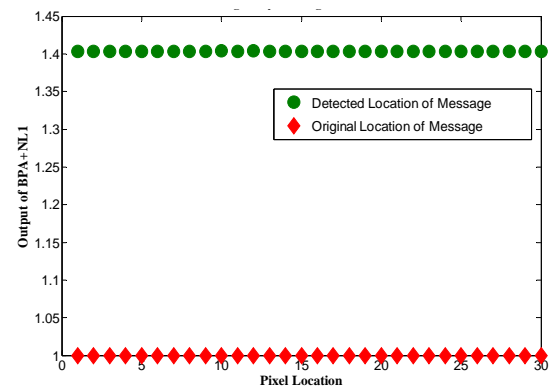 1.45
1.4
1.35
1.3
1.25
1.2
1.15
1.1
1.05
1
Output of BPA+NL1
Detected Location of Message
Original Location of Message
0 5 10 15 20 25 30
Pixel Location